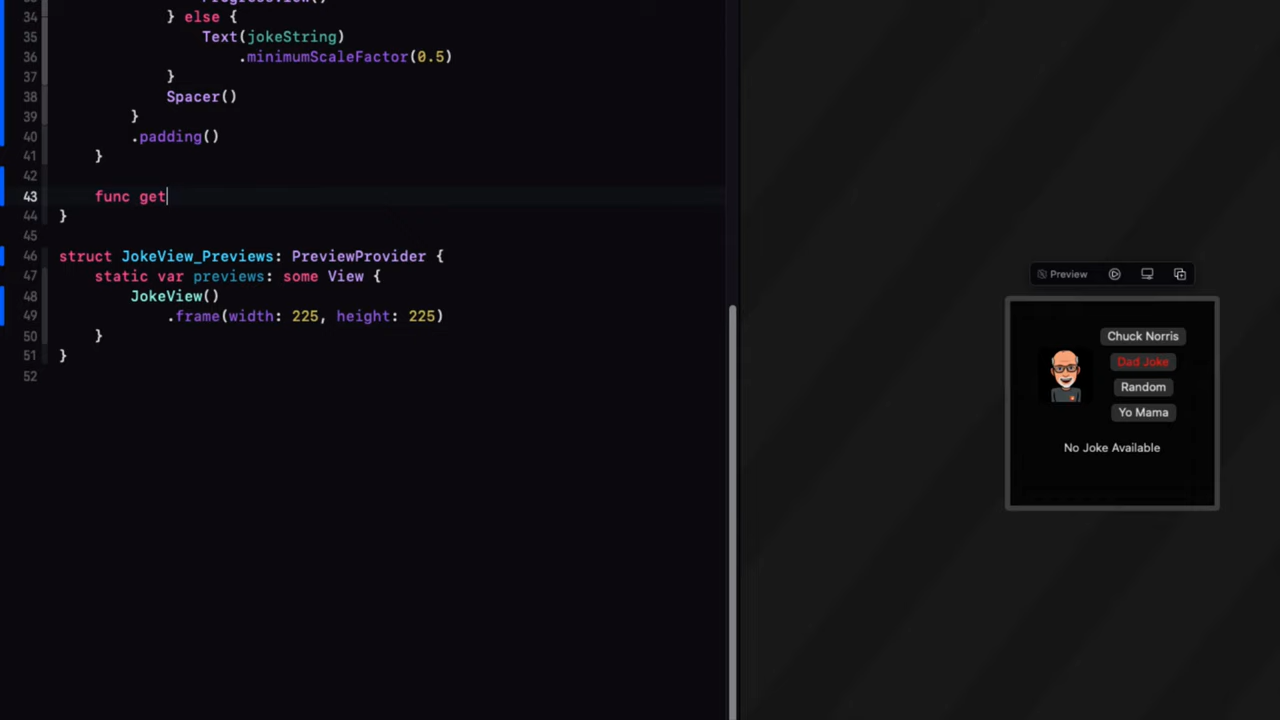 34 } else {
35 Text(jokeString)
36 .minimumScaleFactor(0.5)
37 }
38 Spacer()
39 }
40 .padding()
41 }
42
43 func get
44 }
45
46 struct JokeView_Previews: PreviewProvider {
47 static var previews: some View {
48 JokeView()
49 .frame(width: 225, height: 225)
50 }
51 }
52
Preview
Chuck Norris
Dad Joke
Random
Yo Mama
No Joke Available